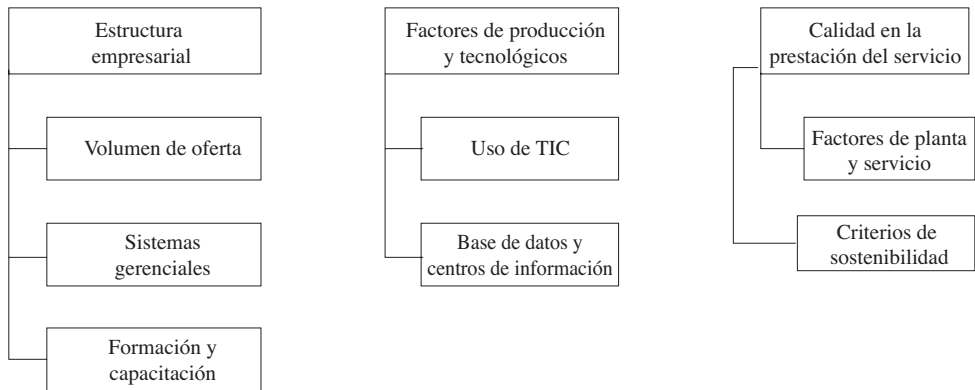 Estructura
empresarial
Volumen de oferta
Sistemas
gerenciales
Formación y
capacitación
Factores de producción
y tecnológicos
Uso de TIC
Base de datos y
centros de información
Calidad en la
prestación del servicio
Factores de planta
y servicio
Criterios de
sostenibilidad